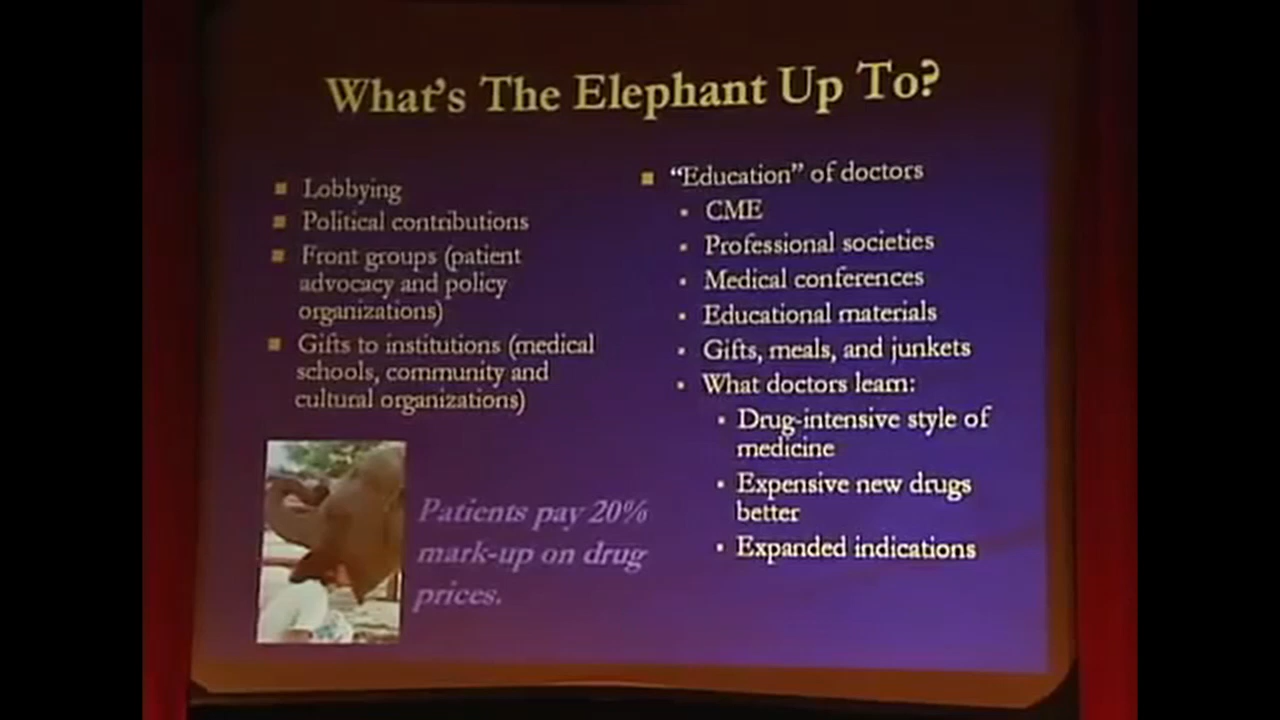 What's The Elephant Up To?
Lobbying
Political contributions
Front groups (patient
advocacy and policy
organizations)
Gifts to institutions (medical
schools, community and
cultural organizations)
Patients pay 20%
mark-up on drug
prices.
"Education" of doctors
CME
Professional societies
Medical conferences
Educational materials
Gifts, meals, and junkets
What doctors learn:
Drug-intensive style of
medicine
Expensive new drugs
better
Expanded indications